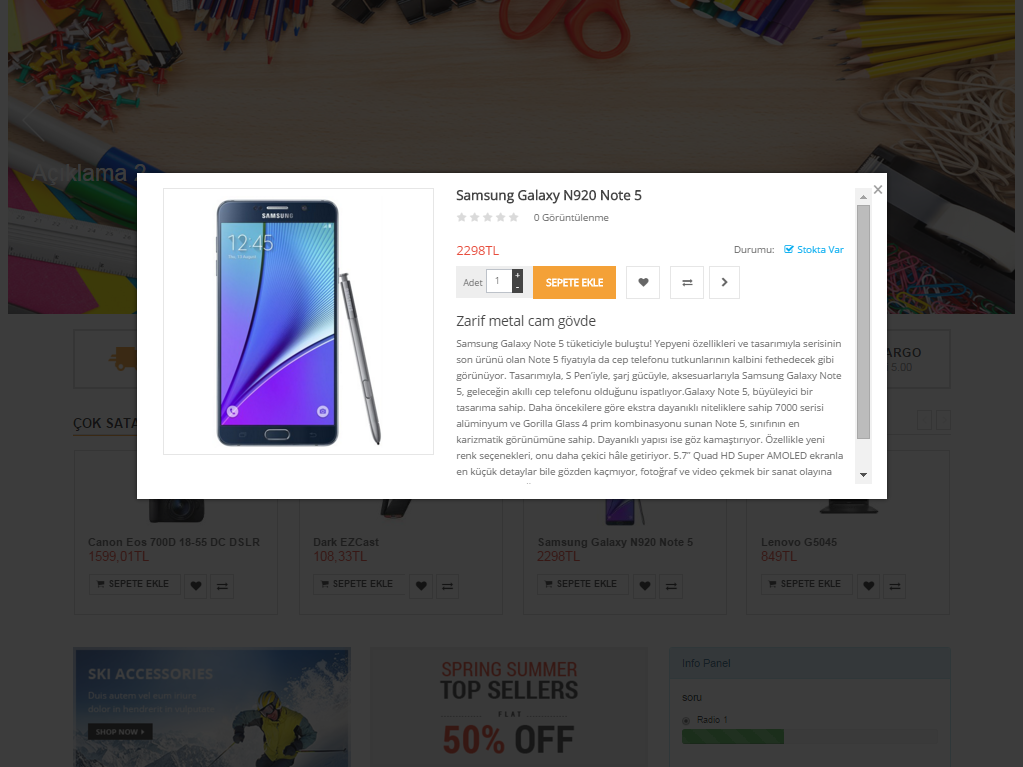 Açıklama 2
Samsung Galaxy N920 Note 5
0 Görüntülenme
2298TL
Durumu: Stokta Var
Adet 1 + -
SEPETE EKLE
Zarif metal cam gövde
Samsung Galaxy Note 5 tüketiciyle buluştu! Yepyeni özellikleri ve tasarımıyla serisinin
son ürünü olan Note 5 fiyatıyla da cep telefonu tutkunlarının kalbini fethedecek gibi
görünüyor. Tasarımıyla, S Pen'iyle, şarj gücüyle, aksesuarlarıyla Samsung Galaxy Note
5, geleceğin akıllı cep telefonu olduğunu ispatlıyor.Galaxy Note 5, büyüleyici bir
tasarıma sahip. Daha öncekilere göre ekstra dayanıklı niteliklere sahip 7000 serisi
alüminyum ve Gorilla Glass 4 prim kombinasyonu sunan Note 5, sınıfının en
karizmatik görünümüne sahip. Dayanıklı yapısı ise göz kamaştırıyor. Özellikle yeni
renk seçenekleri, onu daha çekici hâle getiriyor. 5.7” Quad HD Super AMOLED ekranla
en küçük detaylar bile gözden kaçmıyor, fotoğraf ve video çekmek bir sanat olayına
SAMSUNG
12:45
ARGO
5.00
ÇOK SATA
Canon Eos 700D 18-55 DC DSLR
1599,01TL
SEPETE EKLE
Dark EZCast
108,33TL
SEPETE EKLE
Samsung Galaxy N920 Note 5
2298TL
SEPETE EKLE
Lenovo G5045
849TL
SEPETE EKLE
SKI ACCESSORIES
Duis autem vel eum iriure
dolor in hendrerit in vulputate
SHOP NOW
SPRING SUMMER
TOP SELLERS
FLAT
50% OFF
Info Panel
soru
Radio 1